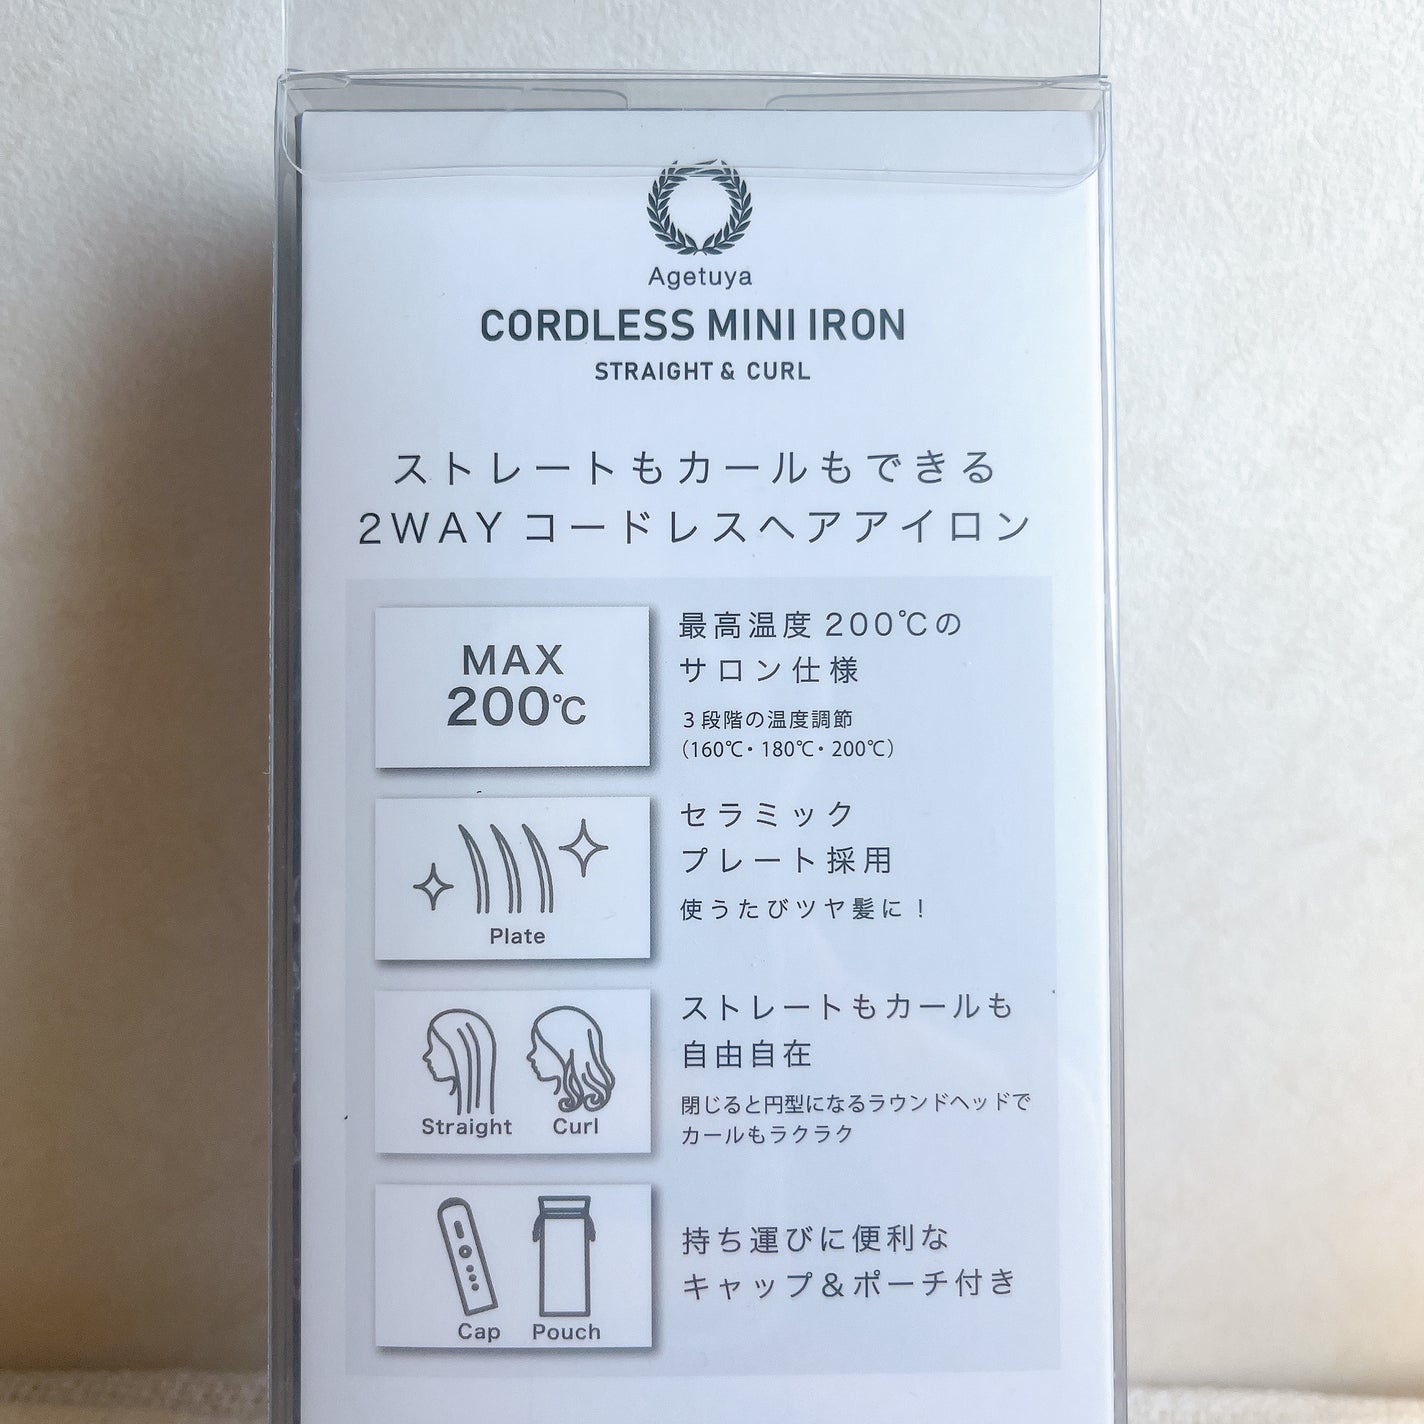 Agetuya
CORDLESS MINI IRON
STRAIGHT & CURL
ストレートもカールもできる
2WAY コードレスヘアアイロン
MAX
200℃
最高温度 200℃の
サロン仕様
3段階の温度調節
（160℃・180℃・200℃）
Plate
セラミック
プレート採用
使うたびツヤ髪に！
Straight Curl
ストレートもカールも
自由自在
閉じると円型になるラウンドヘッドで
カールもラクラク
Cap Pouch
持ち運びに便利な
キャップ&ポーチ付き